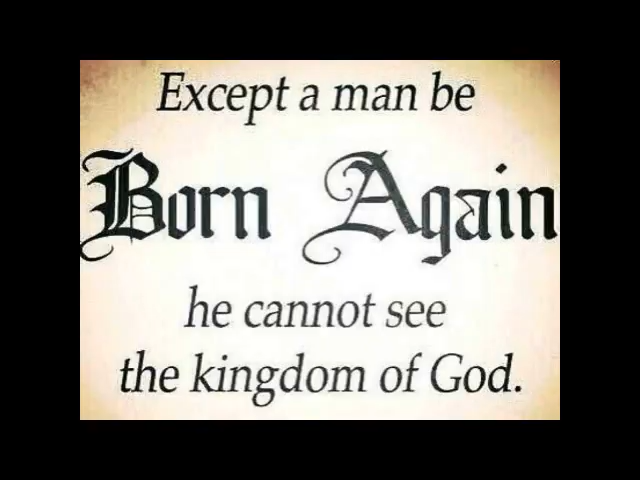 Except a man be
Born Again
he cannot see
the kingdom of God.